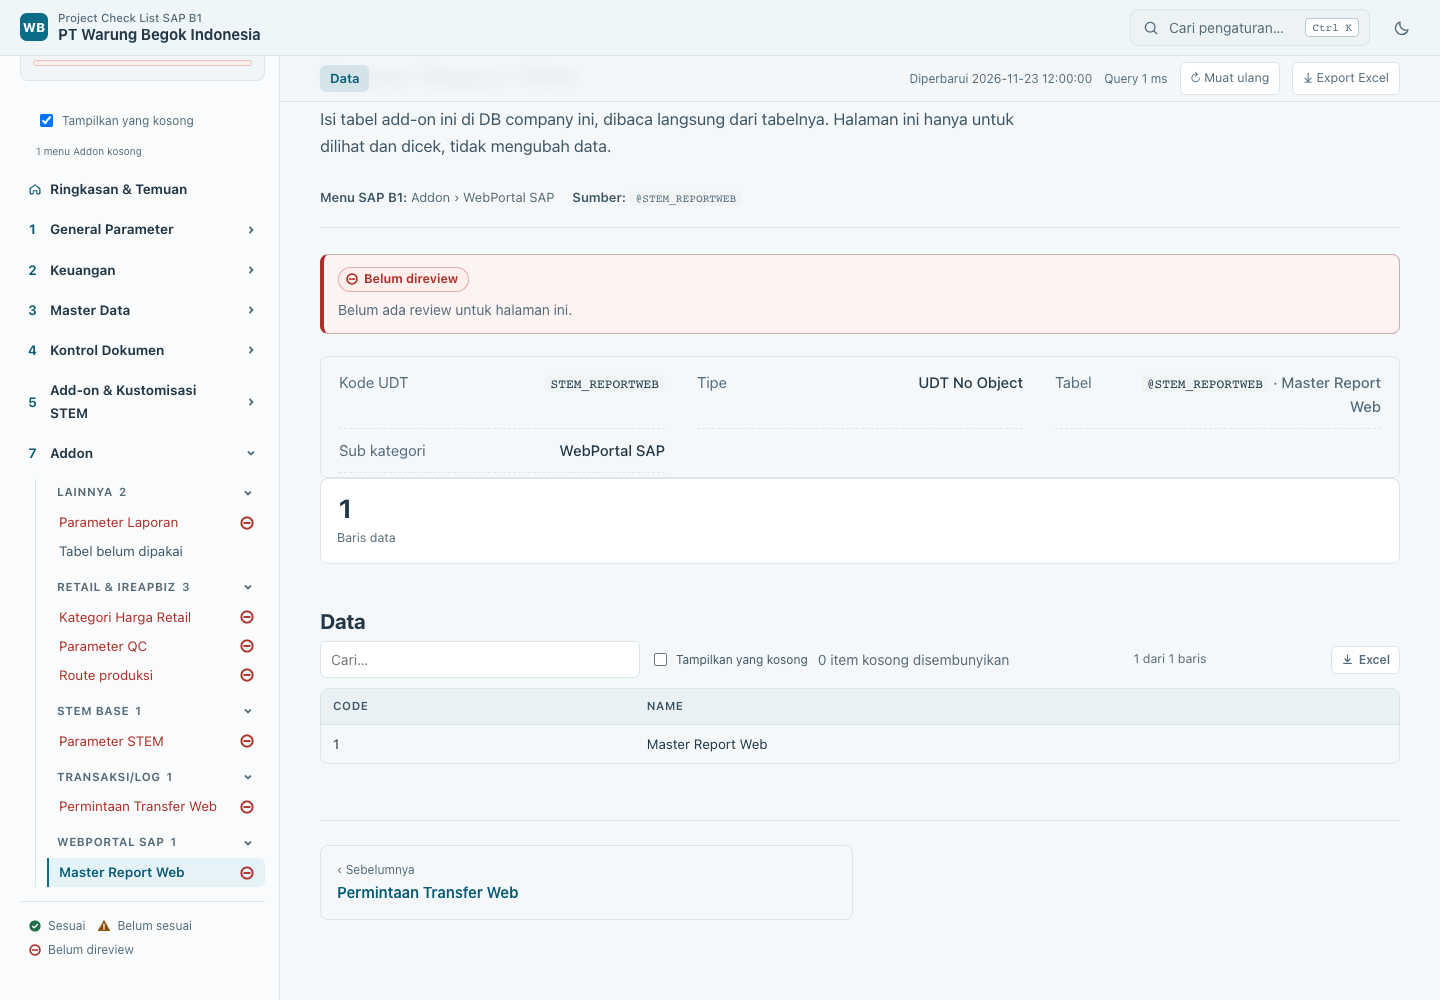 WB
Project Check List SAP B1
PT Warung Begok Indonesia
Cari pengaturan...
Ctrl K
Tampilkan yang kosong
1 menu Addon kosong
Ringkasan & Temuan
1 General Parameter
2 Keuangan
3 Master Data
4 Kontrol Dokumen
5 Add-on & Kustomisasi
STEM
7 Addon
LAINNYA 2
Parameter Laporan
Tabel belum dipakai
RETAIL & IREAPBIZ 3
Kategori Harga Retail
Parameter QC
Route produksi
STEM BASE 1
Parameter STEM
TRANSAKSI/LOG 1
Permintaan Transfer Web
WEBPORTAL SAP 1
Master Report Web
Sesuai
Belum sesuai
Belum direview
Data
Diperbarui 2026-11-23 12:00:00
Query 1 ms
↻ Muat ulang
Export Excel
Isi tabel add-on ini di DB company ini, dibaca langsung dari tabelnya. Halaman ini hanya untuk
dilihat dan dicek, tidak mengubah data.
Menu SAP B1: Addon › WebPortal SAP Sumber: @STEM_REPORTWEB
Belum direview
Belum ada review untuk halaman ini.
Kode UDT STEM_REPORTWEB
Tipe UDT No Object
Tabel @STEM_REPORTWEB · Master Report
Web
Sub kategori WebPortal SAP
1
Baris data
Data
Cari...
Tampilkan yang kosong
0 item kosong disembunyikan
1 dari 1 baris
Excel
CODE NAME
1 Master Report Web
‹ Sebelumnya
Permintaan Transfer Web